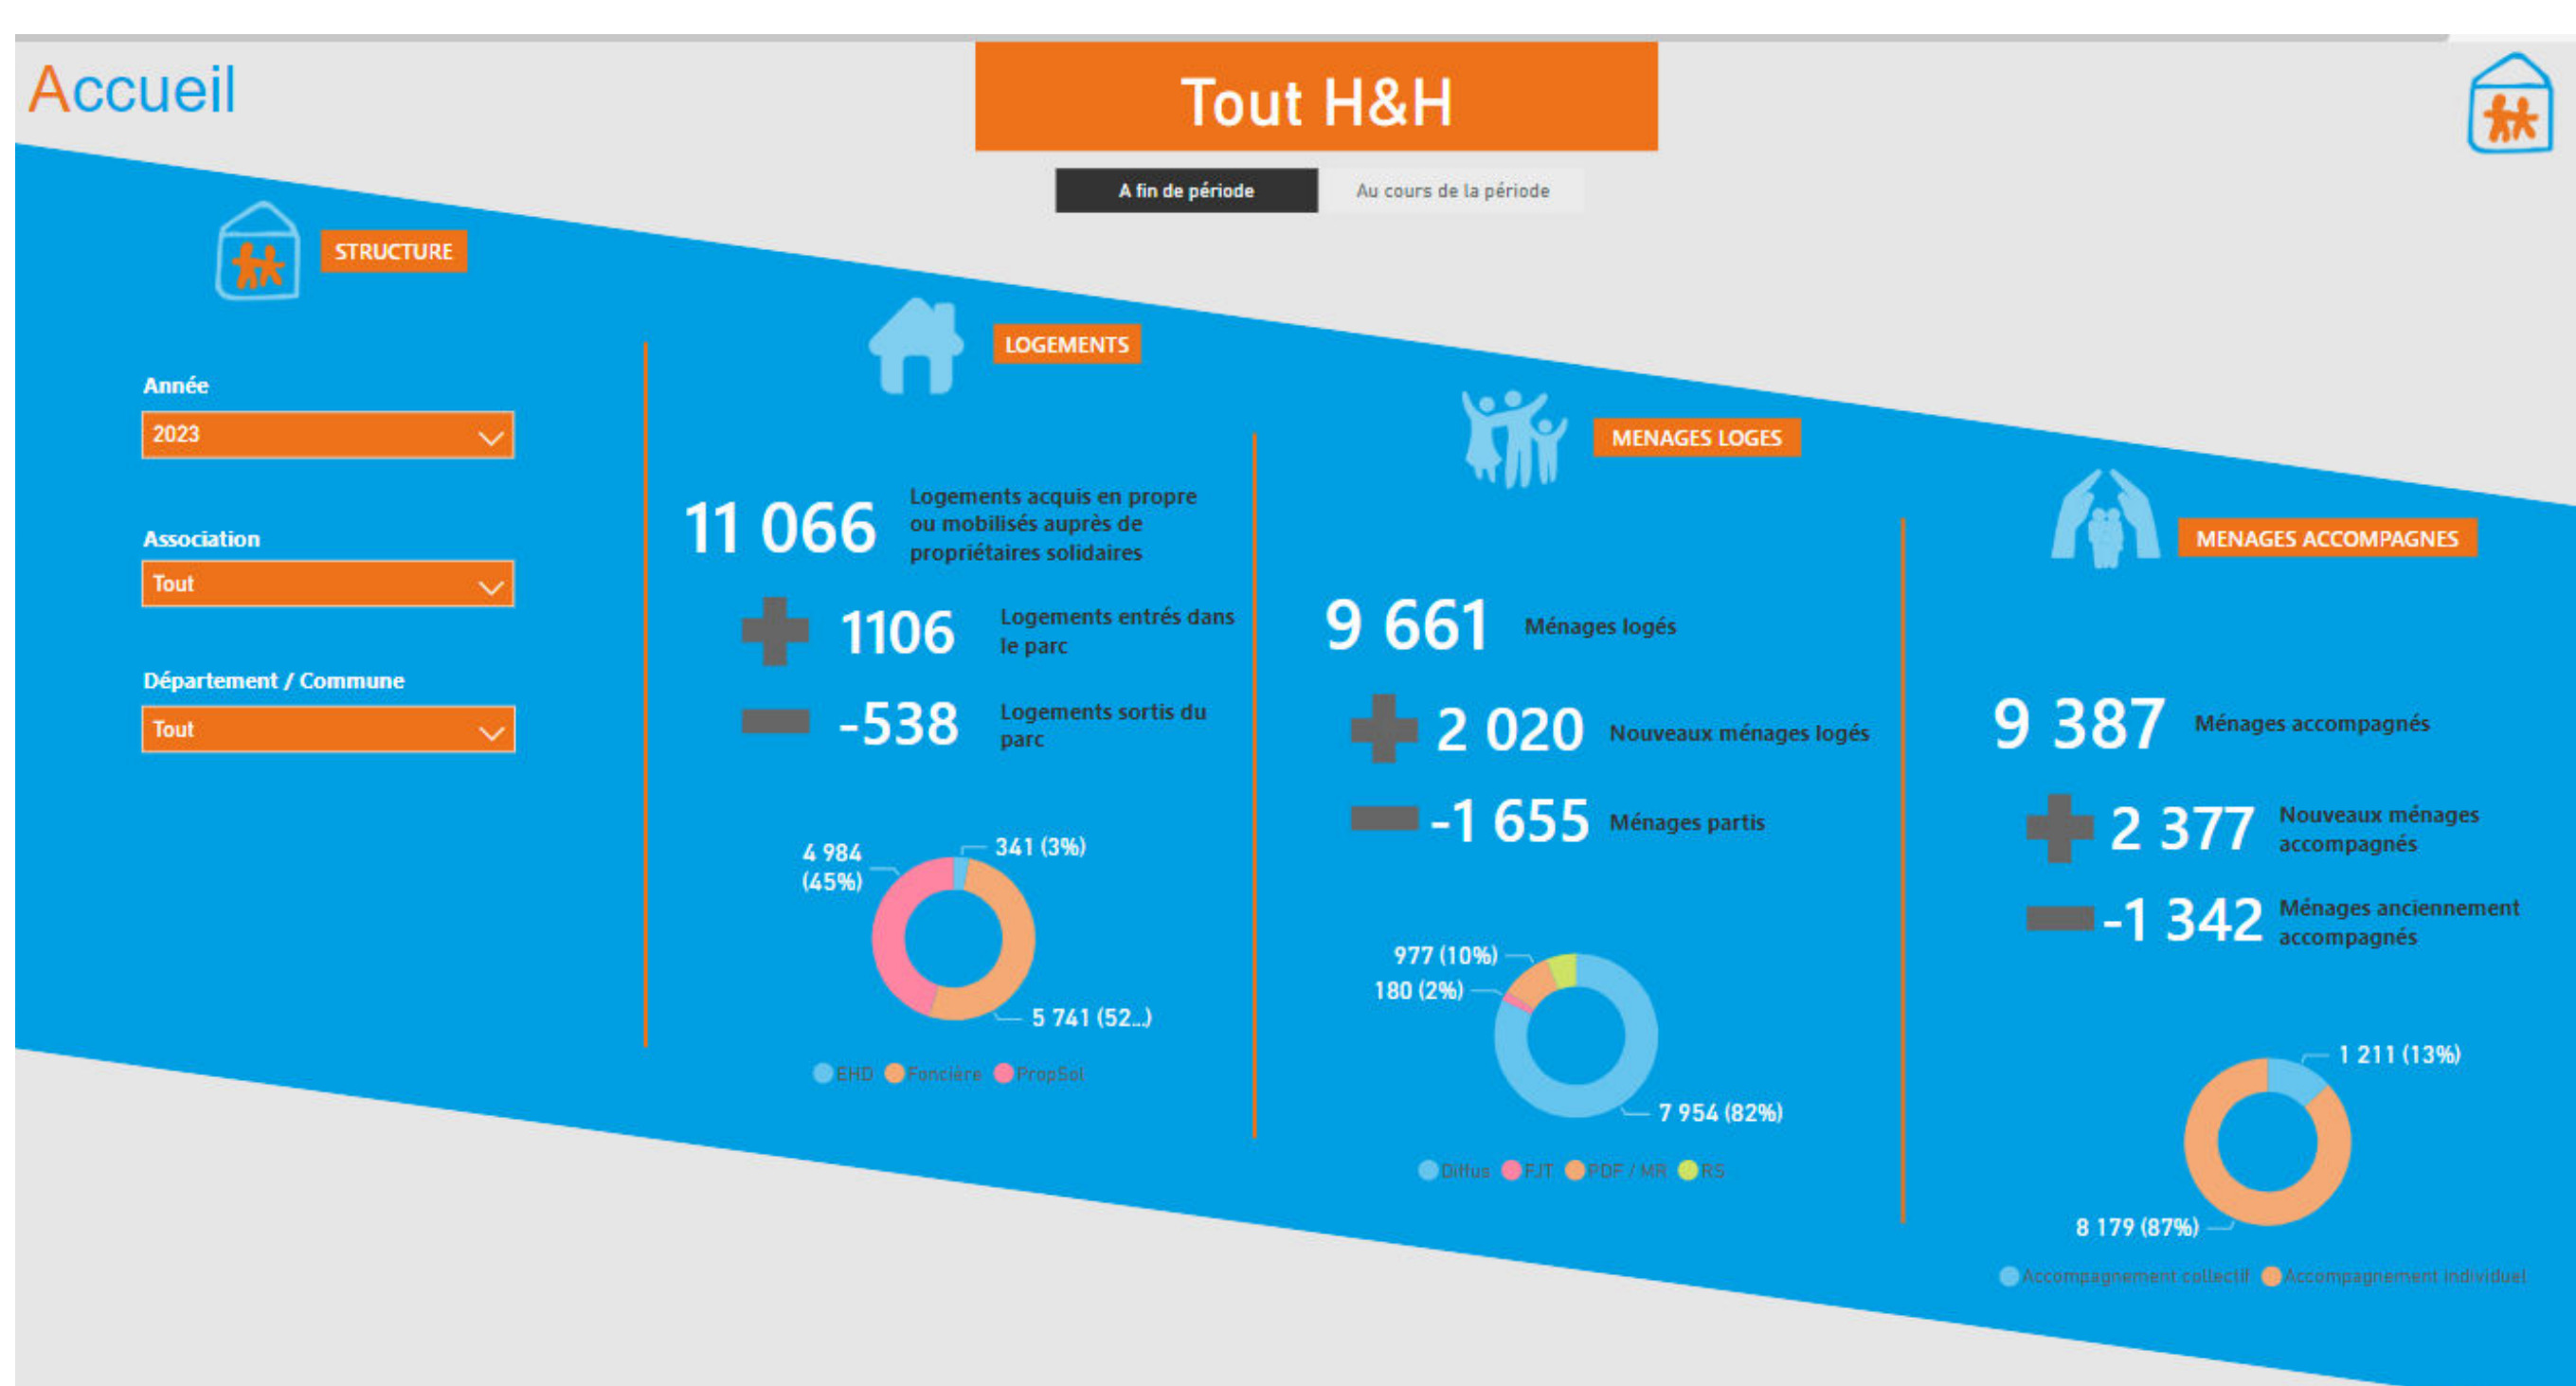 Accueil
Tout H&H
A fin de période
Au cours de la période
STRUCTURE
Année
2023
Association
Tout
Département / Commune
Tout
LOGEMENTS
11 066
Logements acquis en propre
ou mobilisés auprès de
propriétaires solidaires
1106
Logements entrés dans
le parc
-538
Logements sortis du
parc
4 984
(45%)
341 (3%)
5 741 (52...)
EHD Foncière PropSol
MENAGES LOGES
9 661
Ménages logés
2 020
Nouveaux ménages logés
-1 655
Ménages partis
977 (10%)
180 (2%)
7 954 (82%)
Diffus FJT PDF / MR RS
MENAGES ACCOMPAGNES
9 387
Ménages accompagnés
2 377
Nouveaux ménages
accompagnés
-1 342
Ménages anciennement
accompagnés
1 211 (13%)
8 179 (87%)
Accompagnement collectif Accompagnement individuel